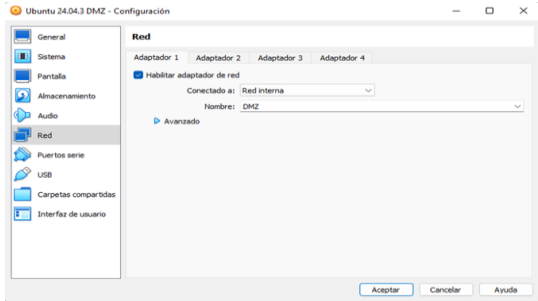 Ubuntu 24.04.3 DMZ - Configuración
General
Sistema
Pantalla
Almacenamiento
Audio
Red
Puertos serie
USB
Carpetas compartidas
Interfaz de usuario
Red
Adaptador 1 Adaptador 2 Adaptador 3 Adaptador 4
Habilitar adaptador de red
Conectado a: Red interna
Nombre: DMZ
Avanzado
Aceptar Cancelar Ayuda